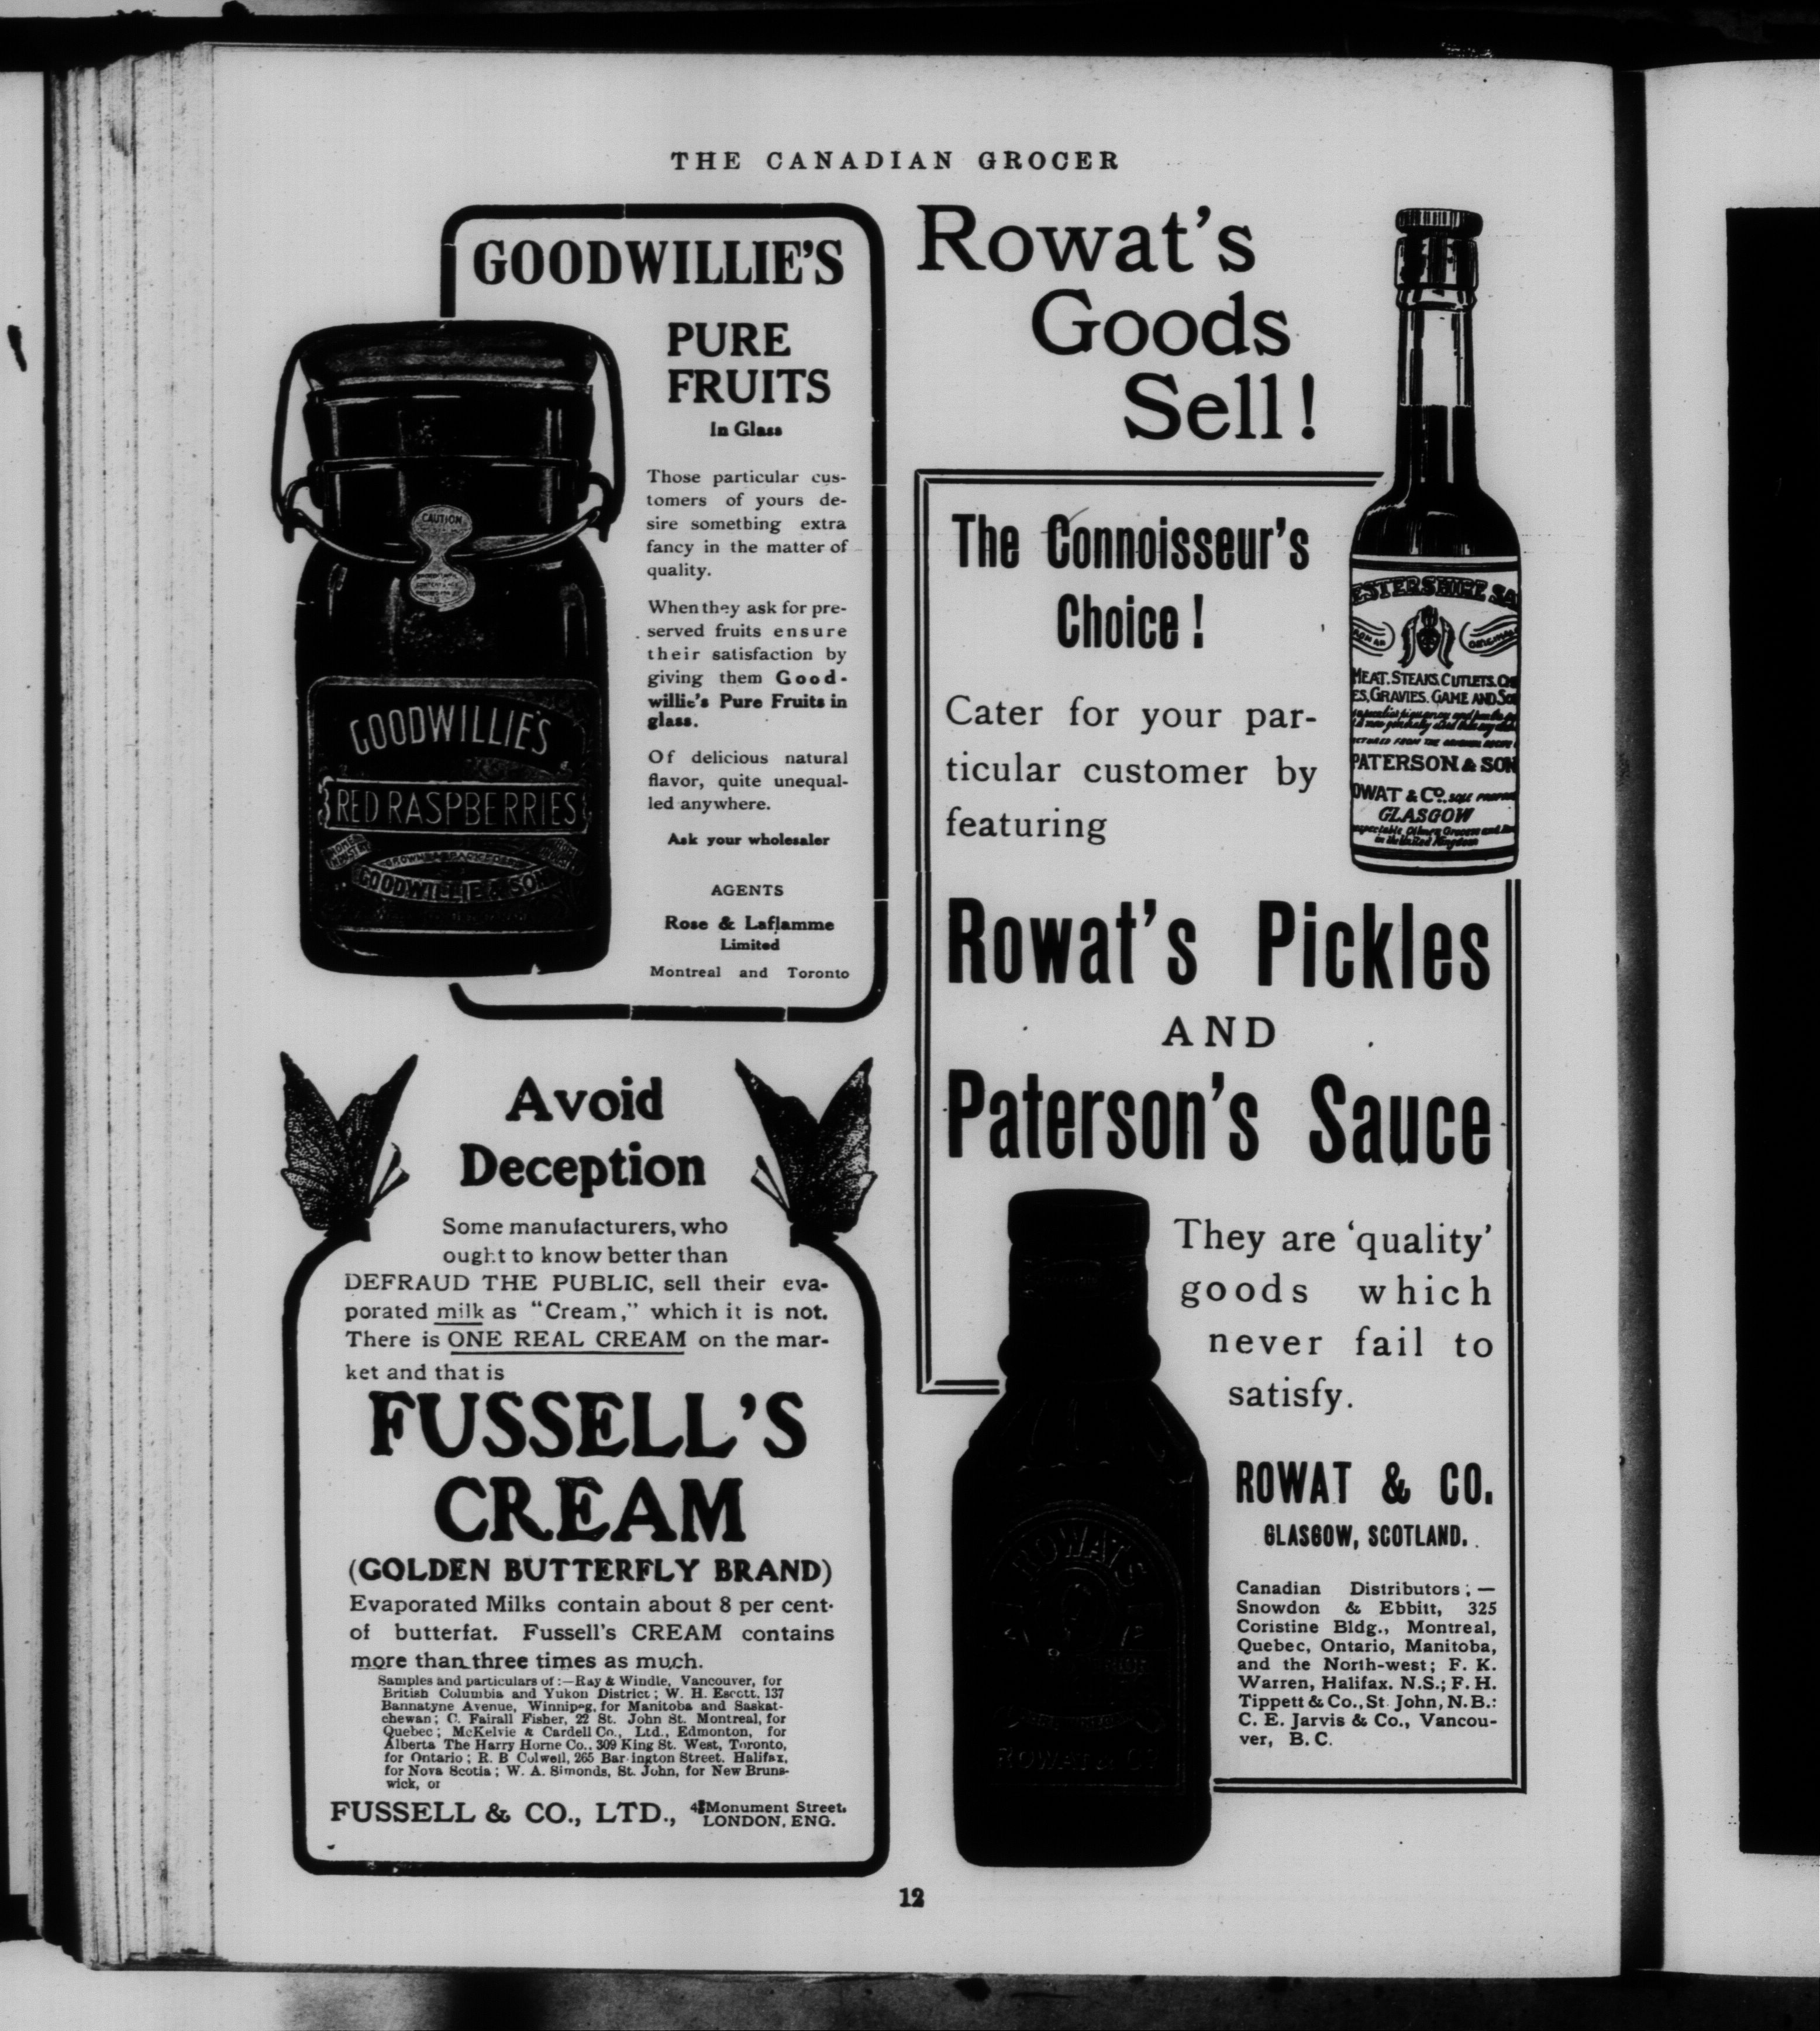 THE CANADIAN GROCER
GOODWILLIE'S
PURE
FRUITS
In Glass
Those particular cus-
tomers of yours de-
sire something extra
fancy in the matter of
quality.
When they ask for pre-
served fruits ensure
their satisfaction by
giving them Good-
willie's Pure Fruits in
glass.
Of delicious natural
flavor, quite unequal-
led anywhere.
Ask your wholesaler
AGENTS
Rose & Laflamme
Limited
Montreal and Toronto
CAUTION
GOODWILLIE'S
RED RASPBERRIES
GOODWILLIE & SON
Avoid
Deception
Some manufacturers, who
ought to know better than
DEFRAUD THE PUBLIC, sell their eva-
porated milk as "Cream," which it is not.
There is ONE REAL CREAM on the mar-
ket and that is
FUSSELL'S
CREAM
(GOLDEN BUTTERFLY BRAND)
Evaporated Milks contain about 8 per cent.
of butterfat. Fussell's CREAM contains
more than three times as much.
Samples and particulars of:—Ray & Windle, Vancouver, for
British Columbia and Yukon District; W. H. Escott. 137
Bannatyne Avenue, Winnipeg, for Manitoba and Saskat-
chewan; C. Fairall Fisher, 22 St. John St. Montreal, for
Quebec; McKelvie & Cardell Co., Ltd., Edmonton, for
Alberta The Harry Horne Co., 309 King St. West, Toronto,
for Ontario; R. B Colwell, 265 Barrington Street. Halifax,
for Nova Scotia; W. A. Simonds, St. John, for New Bruns-
wick, or
FUSSELL & CO., LTD., Monument Street,
LONDON, ENG.
Rowat's
Goods
Sell!
The Connoisseur's
Choice!
Cater for your par-
ticular customer by
featuring
ESTERSHIRE SA
ORIGINAL
MEAT. STEAKS. CUTLETS.
ES, GRAVIES. GAME AND
PATERSON & SON
OWAT & CO. SOLE
GLASGOW
in the United Kingdom
Rowat's Pickles
AND
Paterson's Sauce
They are 'quality'
goods which
never fail to
satisfy.
ROWAT & CO.
GLASGOW, SCOTLAND.
Canadian Distributors;—
Snowdon & Ebbitt, 325
Coristine Bldg., Montreal,
Quebec, Ontario, Manitoba,
and the North-west; F. K.
Warren, Halifax. N.S.; F. H.
Tippett & Co., St John, N.B.:
C. E. Jarvis & Co., Vancou-
ver, B.C.
ROWATS
ROWAT & CO
12